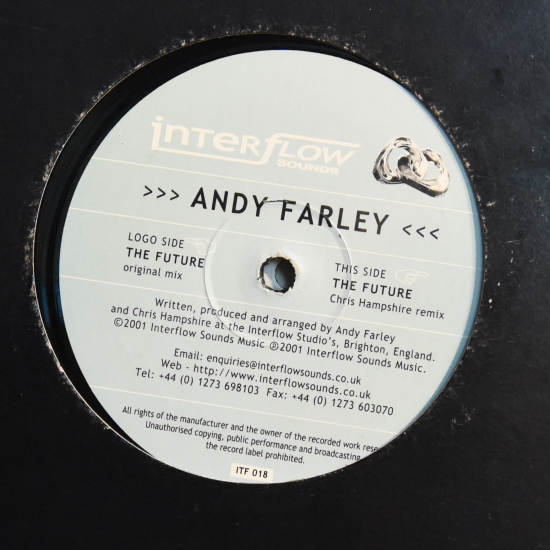 interFLOW
SOUNDS
>>> ANDY FARLEY <<<
LOGO SIDE
THE FUTURE
original mix
THIS SIDE
THE FUTURE
Chris Hampshire remix
Written, produced and arranged by Andy Farley
and Chris Hampshire at the Interflow Studio's, Brighton, England.
©2001 Interflow Sounds Music ℗2001 Interflow Sounds Music.
Email: enquiries@interflowsounds.co.uk
Web - http://www.interflowsounds.co.uk
Tel: +44 (0) 1273 698103 Fax: +44 (0) 1273 603070
All rights of the manufacturer and the owner of the recorded work
Unauthorised copying, public performance and broadcasting
the record label prohibited.
ITF 018